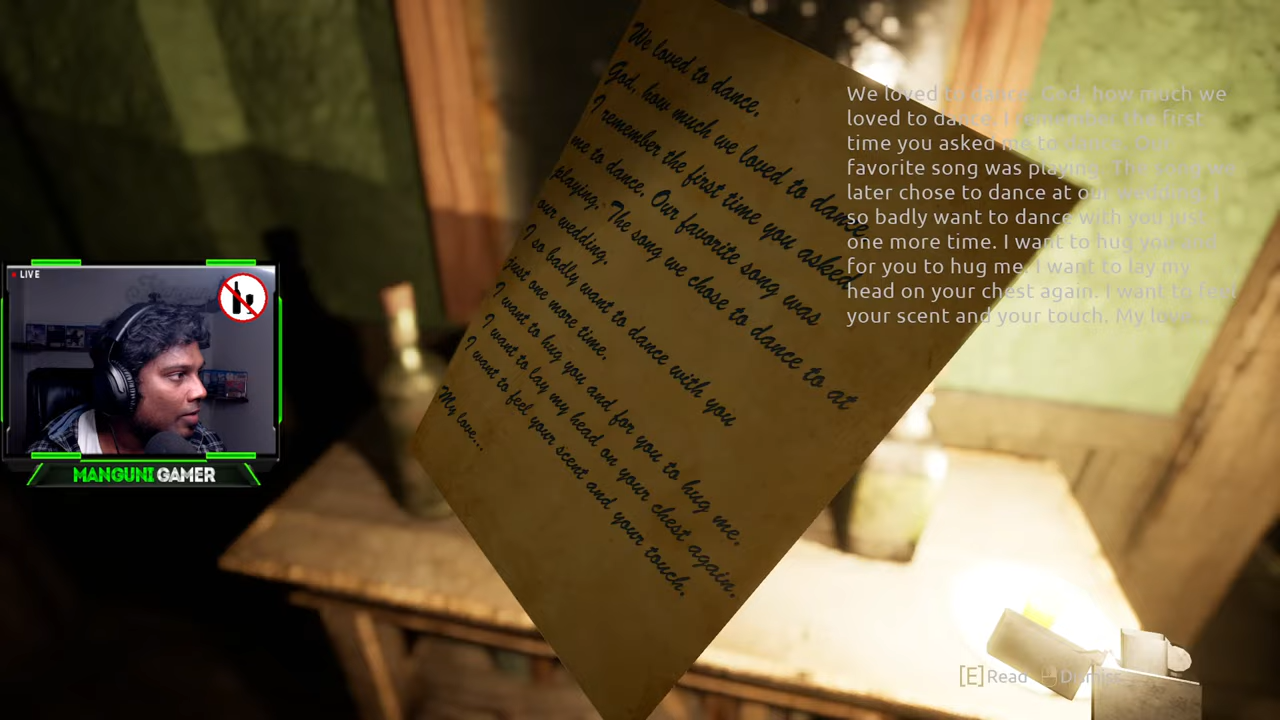 LIVE
MANGUNI GAMER
We loved to dance.
God, how much we loved to dance.
I remember the first time you asked
me to dance. Our favorite song was
playing. The song we chose to dance to at
our wedding.
I so badly want to dance with you
just one more time.
I want to hug you and for you to hug me.
I want to lay my head on your chest again.
I want to feel your scent and your touch.
My love...
We loved to dance. God, how much we
loved to dance. I remember the first
time you asked me to dance. Our
favorite song was playing. The song we
later chose to dance at our wedding. I
so badly want to dance with you just
one more time. I want to hug you and
for you to hug me. I want to lay my
head on your chest again. I want to feel
your scent and your touch. My love...
[E] Read Dismiss